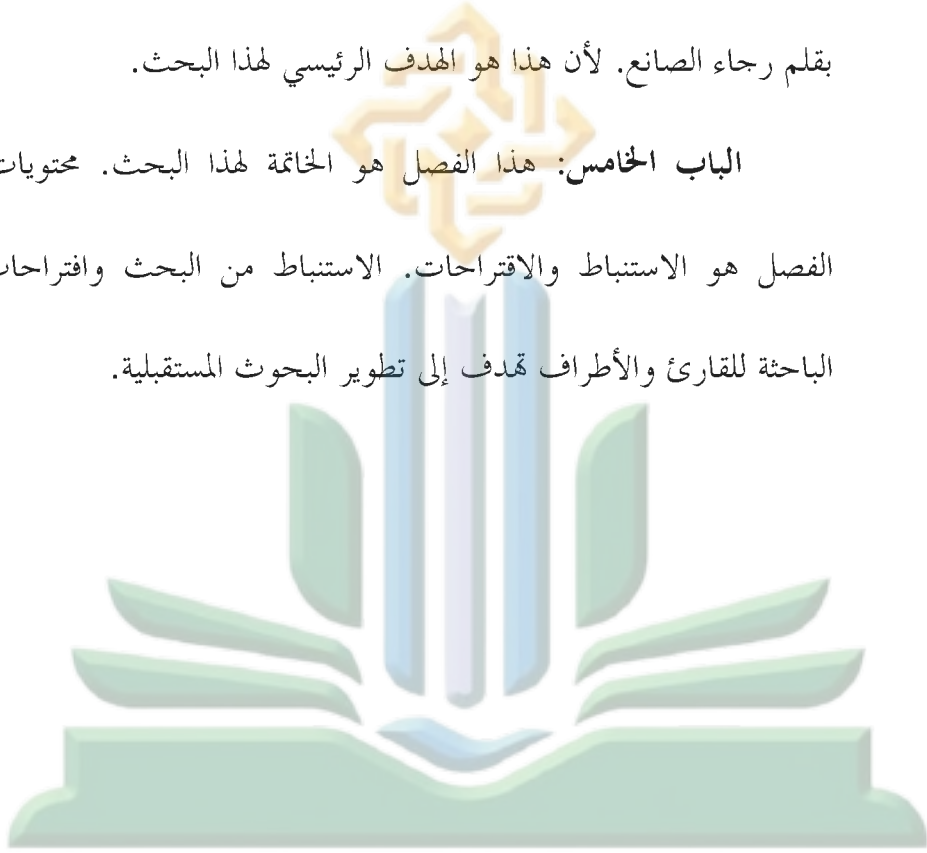 بقلم رجاء الصانع. لأن هذا هو الهدف الرئيسي لهذا البحث.
الباب الخامس: هذا الفصل هو الخاتمة لهذا البحث. محتويات
الفصل هو الاستنباط والاقتراحات. الاستنباط من البحث وافتراحات
الباحثة للقارئ والأطراف تهدف إلى تطوير البحوث المستقبلية.